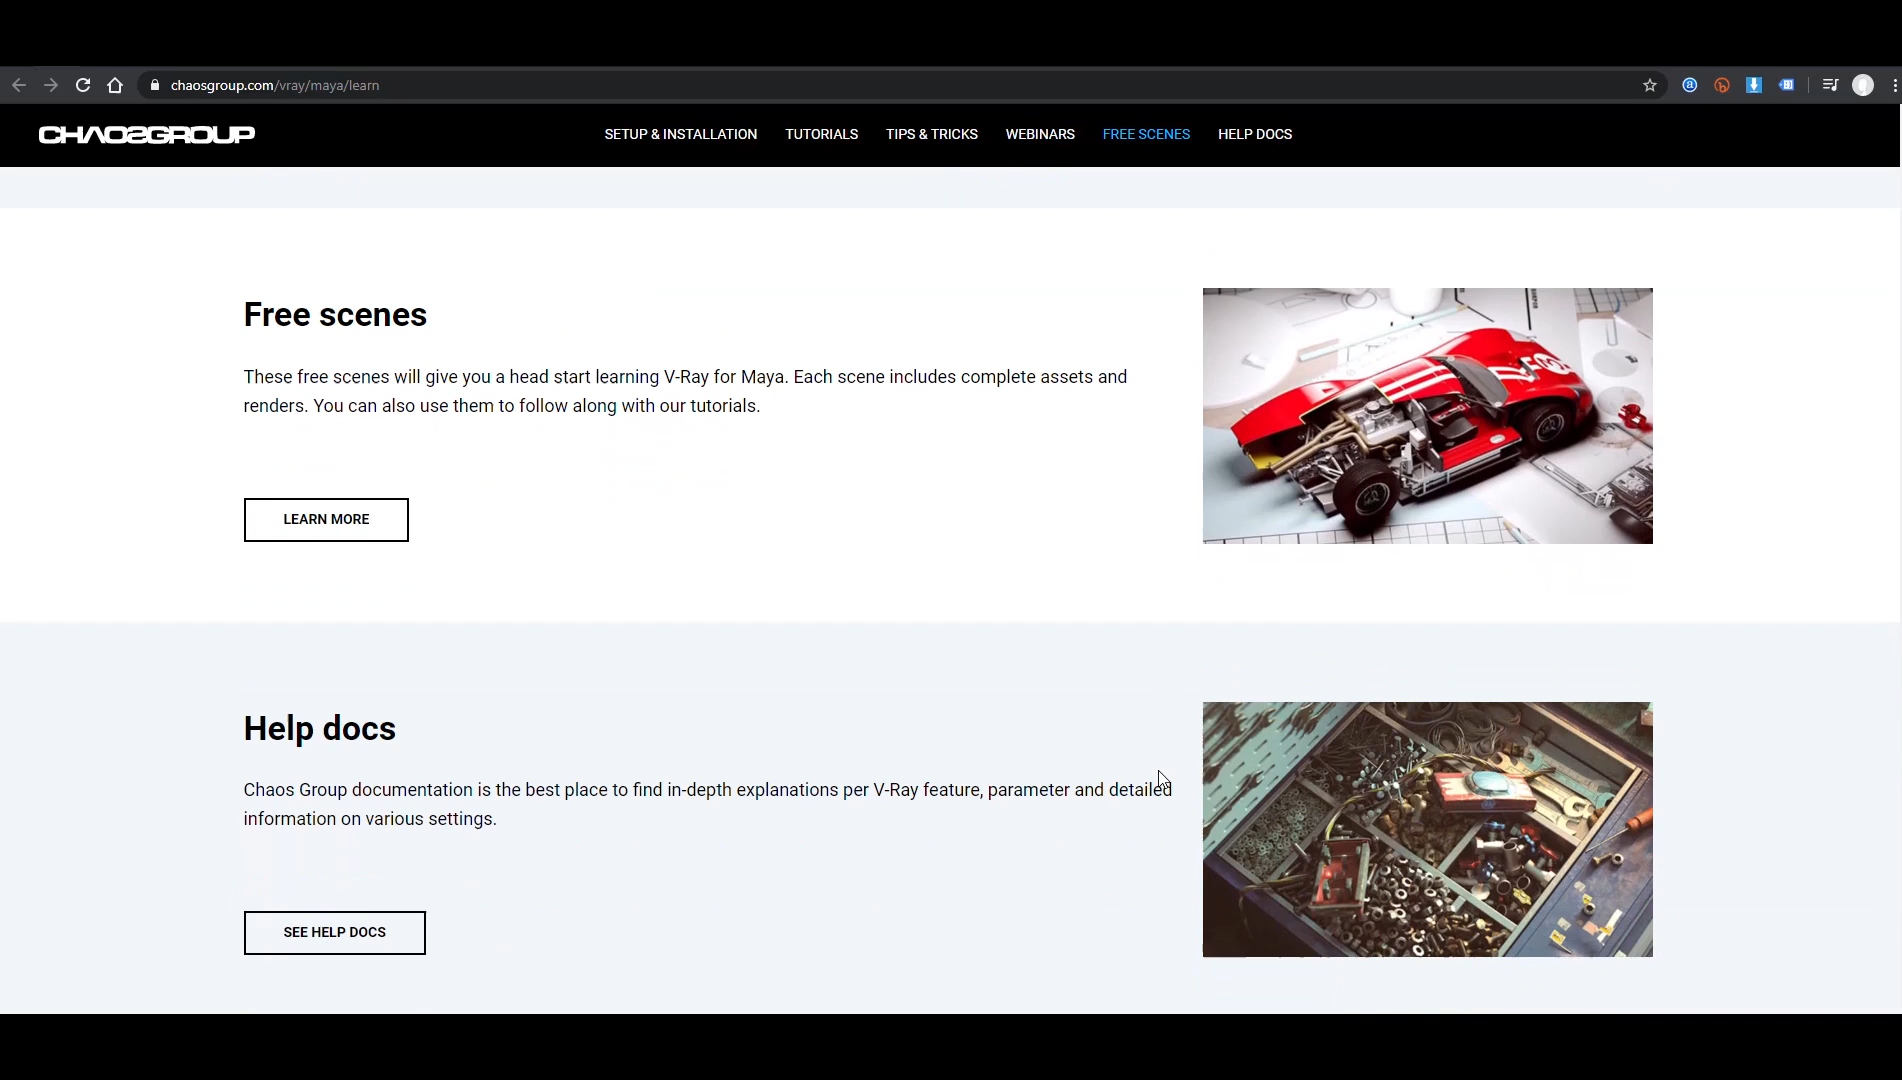 chaosgroup.com/vray/maya/learn
CHAOSGROUP
SETUP & INSTALLATION
TUTORIALS
TIPS & TRICKS
WEBINARS
FREE SCENES
HELP DOCS
Free scenes
These free scenes will give you a head start learning V-Ray for Maya. Each scene includes complete assets and
renders. You can also use them to follow along with our tutorials.
LEARN MORE
Help docs
Chaos Group documentation is the best place to find in-depth explanations per V-Ray feature, parameter and detailed
information on various settings.
SEE HELP DOCS